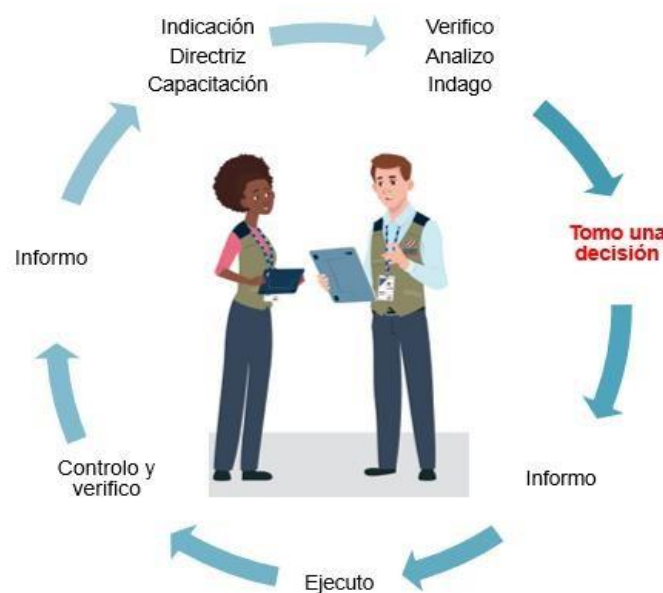 Indicación
Directriz
Capacitación
Verifico
Analizo
Indago
Tomo una
decisión
Informo
Ejecuto
Controlo y
verifico
Informo